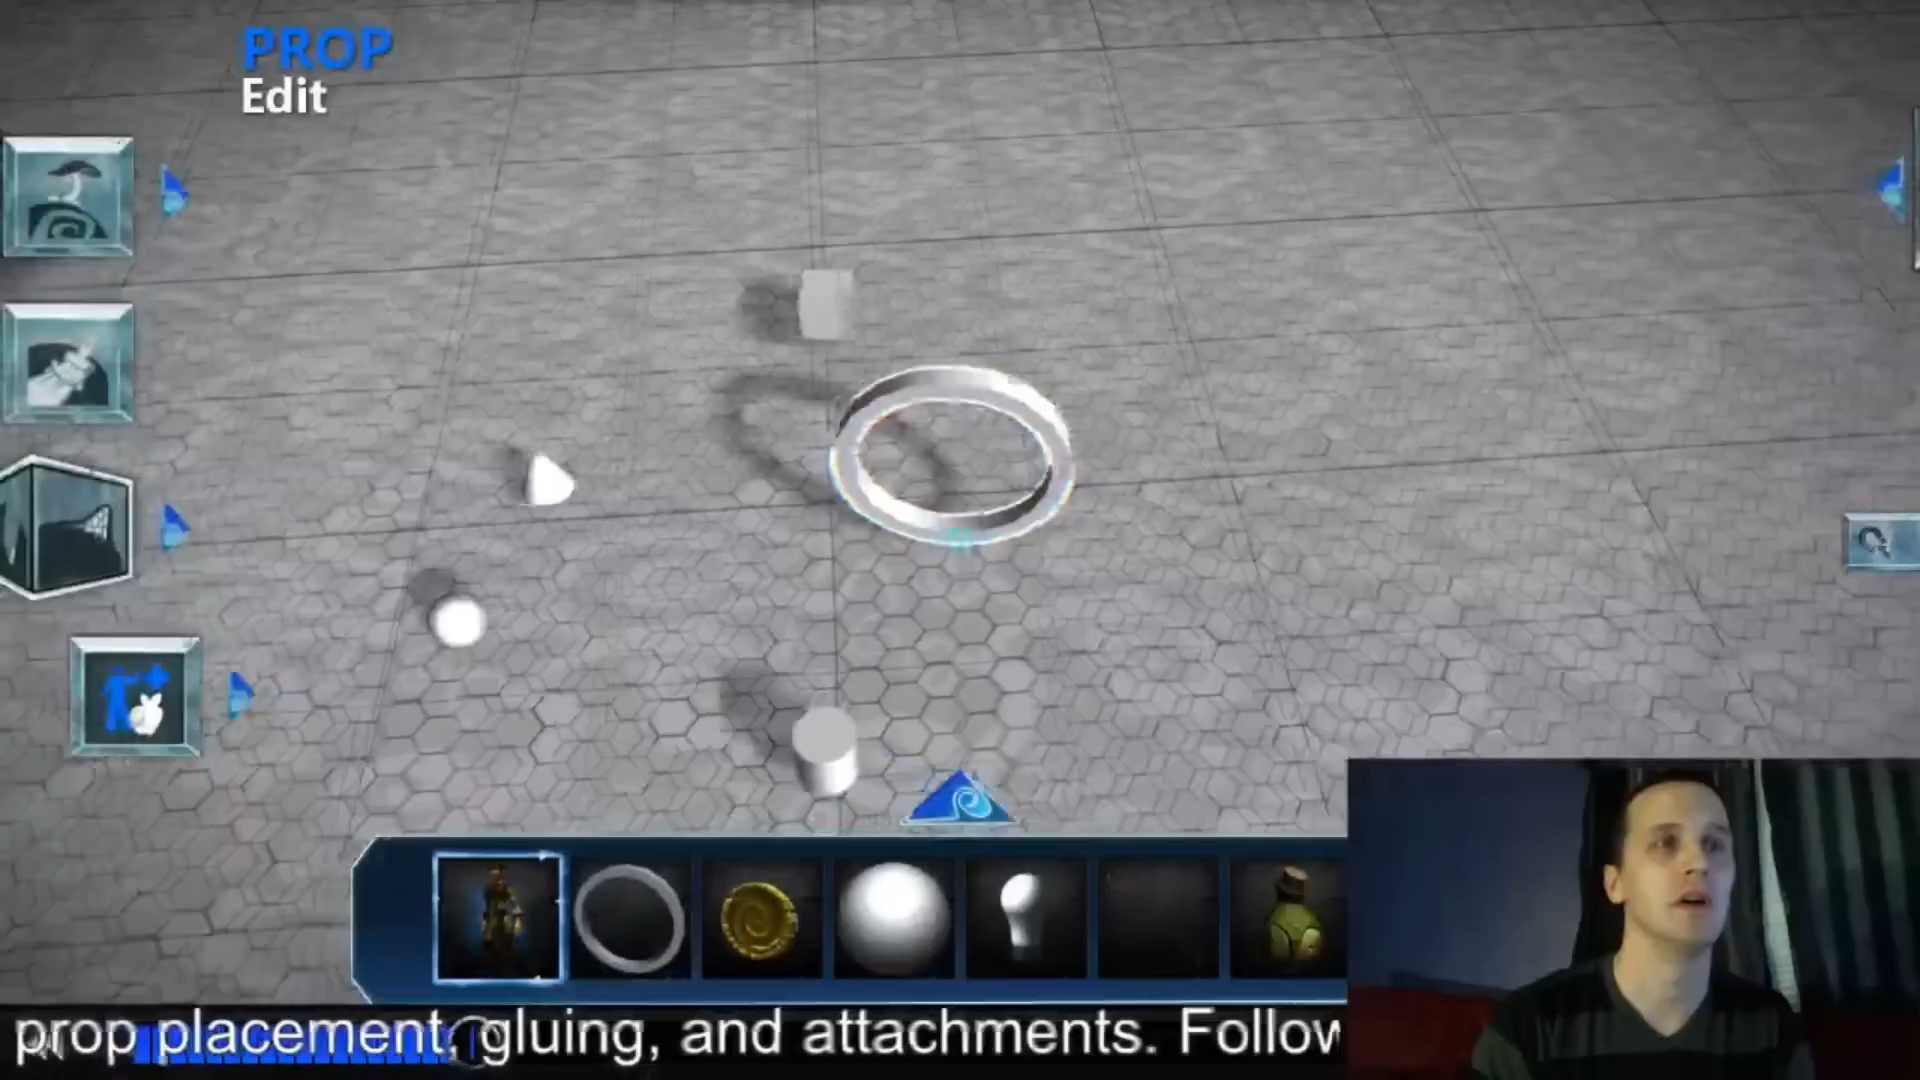 PROP
Edit
prop placement, gluing, and attachments. Follow